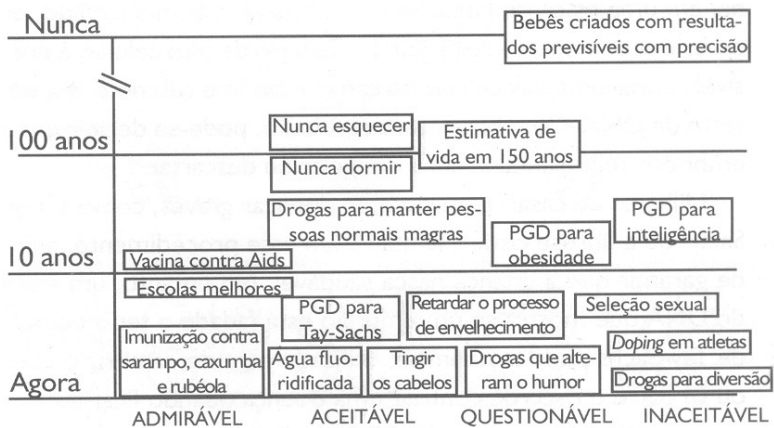 Nunca
Bebês criados com resulta-
dos previsíveis com precisão
100 anos
Nunca esquecer
Estimativa de
vida em 150 anos
Nunca dormir
Drogas para manter pes-
soas normais magras
PGD para
obesidade
PGD para
inteligência
10 anos
Vacina contra Aids
Escolas melhores
PGD para
Tay-Sachs
Retardar o processo
de envelhecimento
Seleção sexual
Imunização contra
sarampo, caxumba
e rubéola
Agua fluo-
ridificada
Tingir
os cabelos
Drogas que alte-
ram o humor
Doping em atletas
Drogas para diversão
Agora
ADMIRÁVEL
ACEITÁVEL
QUESTIONÁVEL
INACEITÁVEL